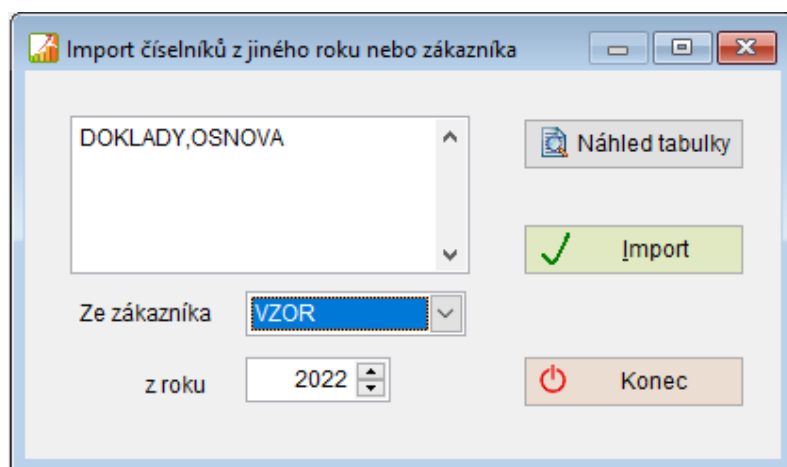 Import číselníků z jiného roku nebo zákazníka
DOKLADY,OSNOVA
Náhled tabulky
Import
Ze zákazníka
VZOR
z roku
2022
Konec